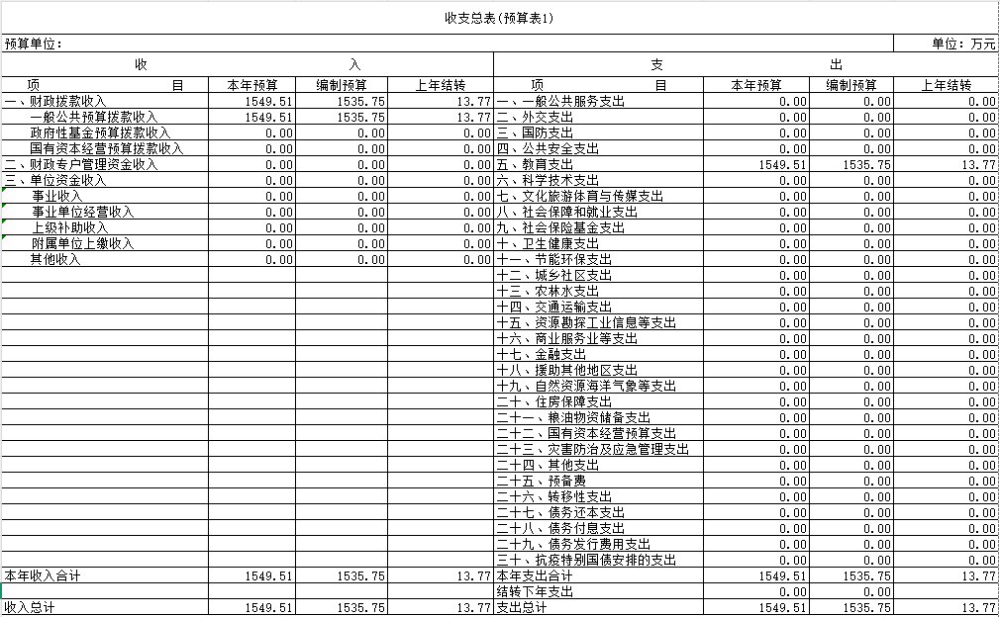 收支总表(预算表1)
预算单位: 单位: 万元
收 入 支 出
项 目 本年预算 编制预算 上年结转 项 目 本年预算 编制预算 上年结转
一、财政拨款收入 1549.51 1535.75 13.77 一、一般公共服务支出 0.00 0.00 0.00
一般公共预算拨款收入 1549.51 1535.75 13.77 二、外交支出 0.00 0.00 0.00
政府性基金预算拨款收入 0.00 0.00 0.00 三、国防支出 0.00 0.00 0.00
国有资本经营预算拨款收入 0.00 0.00 0.00 四、公共安全支出 0.00 0.00 0.00
二、财政专户管理资金收入 0.00 0.00 0.00 五、教育支出 1549.51 1535.75 13.77
三、单位资金收入 0.00 0.00 0.00 六、科学技术支出 0.00 0.00 0.00
事业收入 0.00 0.00 0.00 七、文化旅游体育与传媒支出 0.00 0.00 0.00
事业单位经营收入 0.00 0.00 0.00 八、社会保障和就业支出 0.00 0.00 0.00
上级补助收入 0.00 0.00 0.00 九、社会保险基金支出 0.00 0.00 0.00
附属单位上缴收入 0.00 0.00 0.00 十、卫生健康支出 0.00 0.00 0.00
其他收入 0.00 0.00 0.00 十一、节能环保支出 0.00 0.00 0.00
十二、城乡社区支出 0.00 0.00 0.00
十三、农林水支出 0.00 0.00 0.00
十四、交通运输支出 0.00 0.00 0.00
十五、资源勘探工业信息等支出 0.00 0.00 0.00
十六、商业服务业等支出 0.00 0.00 0.00
十七、金融支出 0.00 0.00 0.00
十八、援助其他地区支出 0.00 0.00 0.00
十九、自然资源海洋气象等支出 0.00 0.00 0.00
二十、住房保障支出 0.00 0.00 0.00
二十一、粮油物资储备支出 0.00 0.00 0.00
二十二、国有资本经营预算支出 0.00 0.00 0.00
二十三、灾害防治及应急管理支出 0.00 0.00 0.00
二十四、其他支出 0.00 0.00 0.00
二十五、预备费 0.00 0.00 0.00
二十六、转移性支出 0.00 0.00 0.00
二十七、债务还本支出 0.00 0.00 0.00
二十八、债务付息支出 0.00 0.00 0.00
二十九、债务发行费用支出 0.00 0.00 0.00
三十、抗疫特别国债安排的支出 0.00 0.00 0.00
本年收入合计 1549.51 1535.75 13.77 本年支出合计 1549.51 1535.75 13.77
结转下年支出 0.00 0.00
收入总计 1549.51 1535.75 13.77 支出总计 1549.51 1535.75 13.77